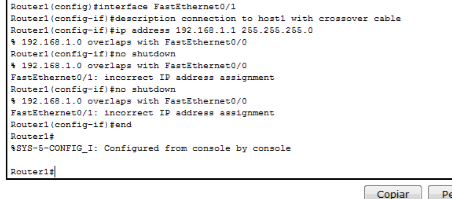 Router1(config)#interface FastEthernet0/1
Router1(config-if)#description connection to host1 with crossover cable
Router1(config-if)#ip address 192.168.1.1 255.255.255.0
% 192.168.1.0 overlaps with FastEthernet0/0
Router1(config-if)#no shutdown
% 192.168.1.0 overlaps with FastEthernet0/0
FastEthernet0/1: incorrect IP address assignment
Router1(config-if)#no shutdown
% 192.168.1.0 overlaps with FastEthernet0/0
FastEthernet0/1: incorrect IP address assignment
Router1(config-if)#end
Router1#
%SYS-5-CONFIG_I: Configured from console by console
Router1#
Copiar Pe